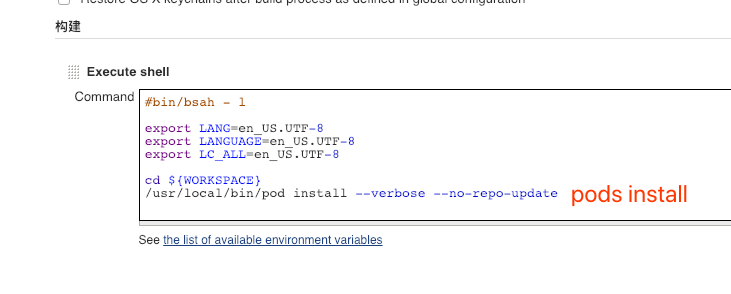 Restore OS X keychains after build process as defined in global configuration
构建
Execute shell
Command
#bin/bsah - l
export LANG=en_US.UTF-8
export LANGUAGE=en_US.UTF-8
export LC_ALL=en_US.UTF-8
cd ${WORKSPACE}
/usr/local/bin/pod install --verbose --no-repo-update pods install
See the list of available environment variables